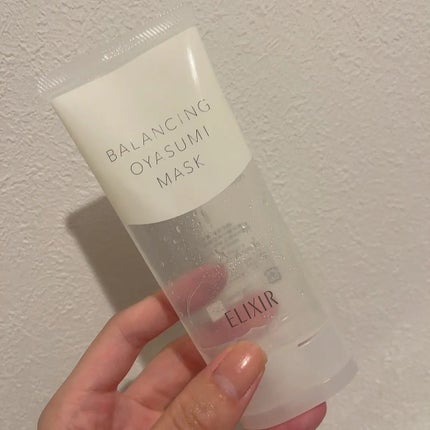 BALANCING
OYASUMI
MASK
ELIXIR